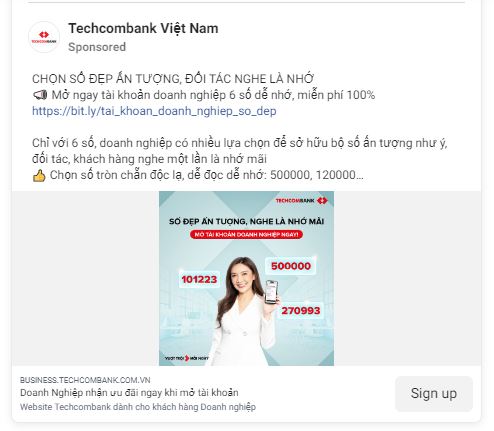 TECHCOMBANK
Techcombank Việt Nam
Sponsored
CHỌN SỐ ĐẸP ẤN TƯỢNG, ĐỐI TÁC NGHE LÀ NHỚ
📢 Mở ngay tài khoản doanh nghiệp 6 số dễ nhớ, miễn phí 100%
https://bit.ly/tai_khoan_doanh_nghiep_so_dep
Chỉ với 6 số, doanh nghiệp có nhiều lựa chọn để sở hữu bộ số ấn tượng như ý,
đối tác, khách hàng nghe một lần là nhớ mãi
👍 Chọn số tròn chẵn độc lạ, dễ đọc dễ nhớ: 500000, 120000...
TECHCOMBANK
SỐ ĐẸP ẤN TƯỢNG, NGHE LÀ NHỚ MÃI
MỞ TÀI KHOẢN DOANH NGHIỆP NGAY!
500000
101223
270993
VƯỢT TRỘI MỖI NGÀY
BUSINESS.TECHCOMBANK.COM.VN
Doanh Nghiệp nhận ưu đãi ngay khi mở tài khoản
Website Techcombank dành cho khách hàng Doanh nghiệp
Sign up